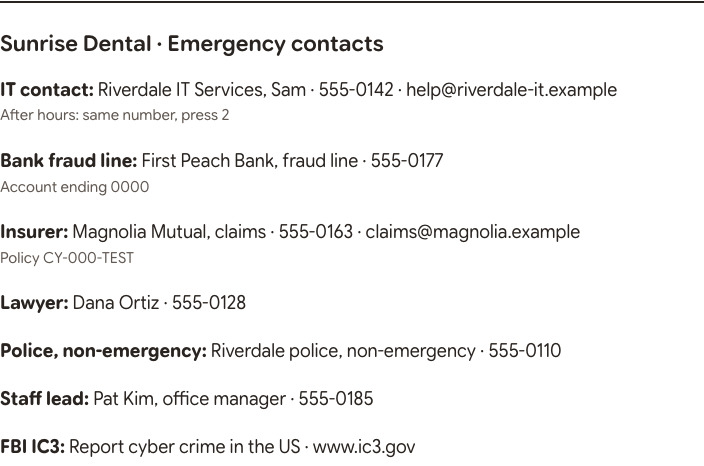 Sunrise Dental · Emergency contacts
IT contact: Riverdale IT Services, Sam · 555-0142 · help@riverdale-it.example
After hours: same number, press 2
Bank fraud line: First Peach Bank, fraud line · 555-0177
Account ending 0000
Insurer: Magnolia Mutual, claims · 555-0163 · claims@magnolia.example
Policy CY-000-TEST
Lawyer: Dana Ortiz · 555-0128
Police, non-emergency: Riverdale police, non-emergency · 555-0110
Staff lead: Pat Kim, office manager · 555-0185
FBI IC3: Report cyber crime in the US · www.ic3.gov